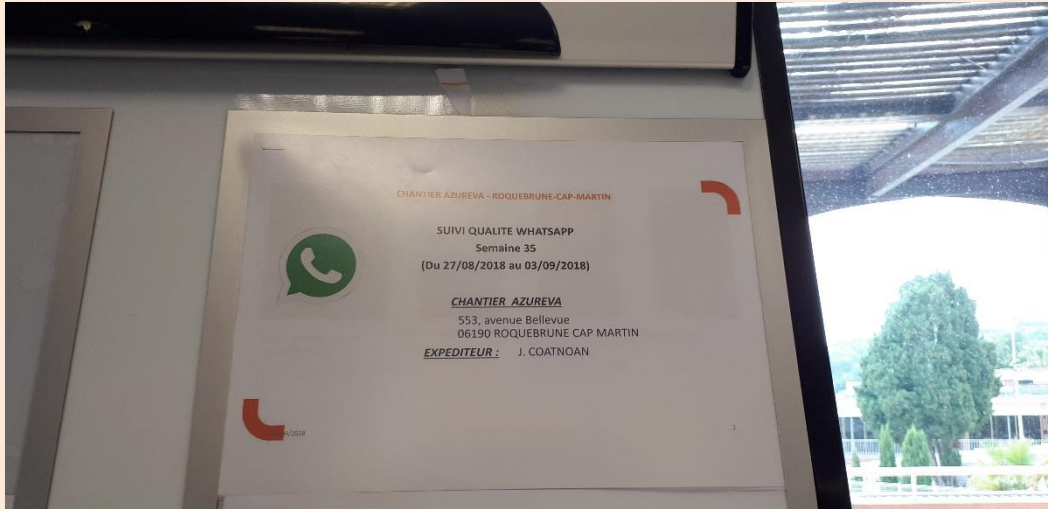 CHANTIER AZUREVA - ROQUEBRUNE-CAP-MARTIN
SUIVI QUALITE WHATSAPP
Semaine 35
(Du 27/08/2018 au 03/09/2018)
CHANTIER AZUREVA
553, avenue Bellevue
06190 ROQUEBRUNE CAP MARTIN
EXPEDITEUR : J. COATNOAN
1